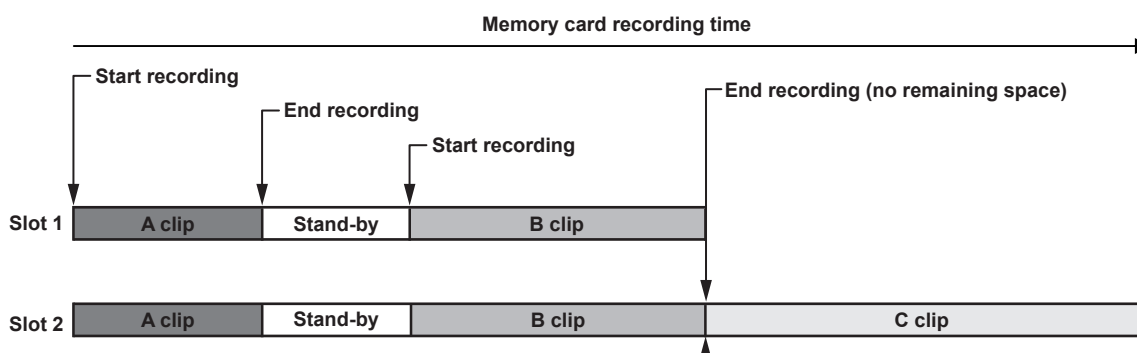 Memory card recording time
Start recording
End recording (no remaining space)
End recording
Start recording
Slot 1
A clip
Stand-by
B clip
Slot 2
A clip
Stand-by
B clip
C clip